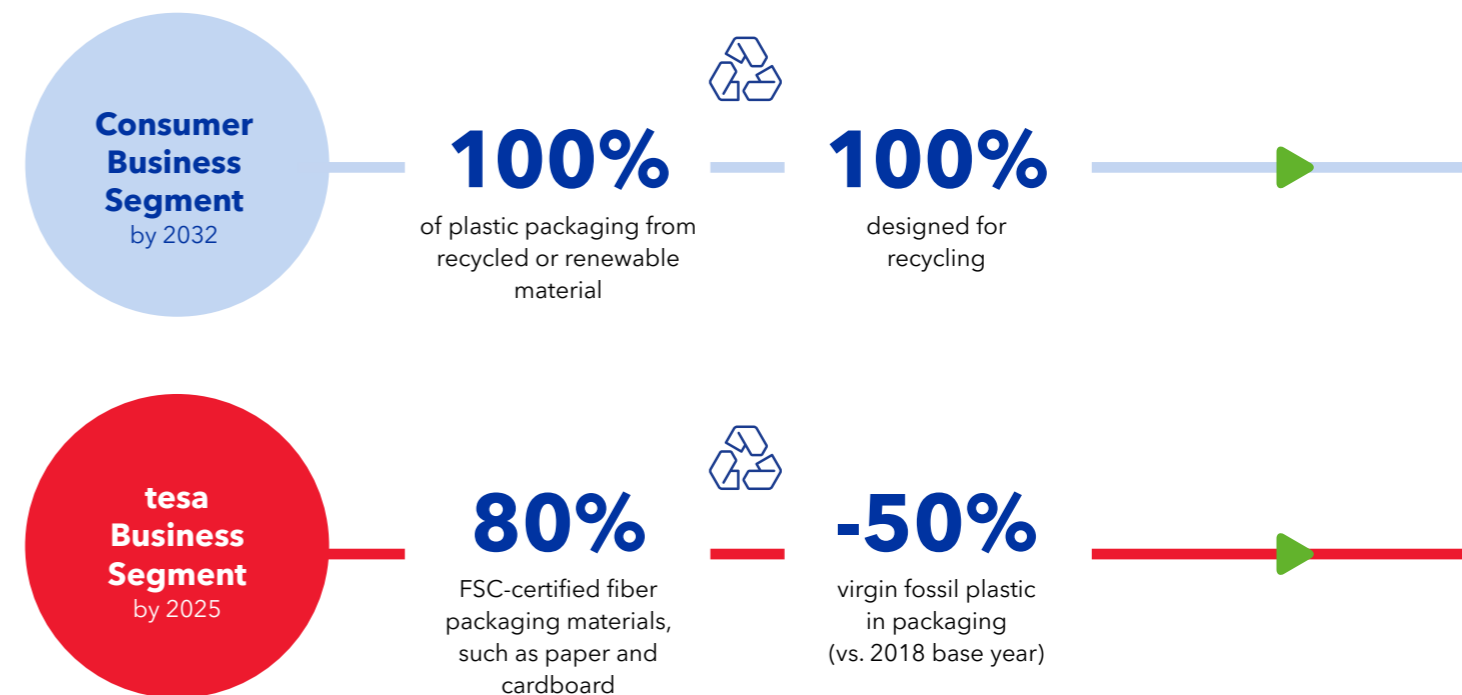 Consumer
Business
Segment
by 2032
100%
of plastic packaging from
recycled or renewable
material
100%
designed for
recycling
tesa
Business
Segment
by 2025
80%
FSC-certified fiber
packaging materials,
such as paper and
cardboard
-50%
virgin fossil plastic
in packaging
(vs. 2018 base year)